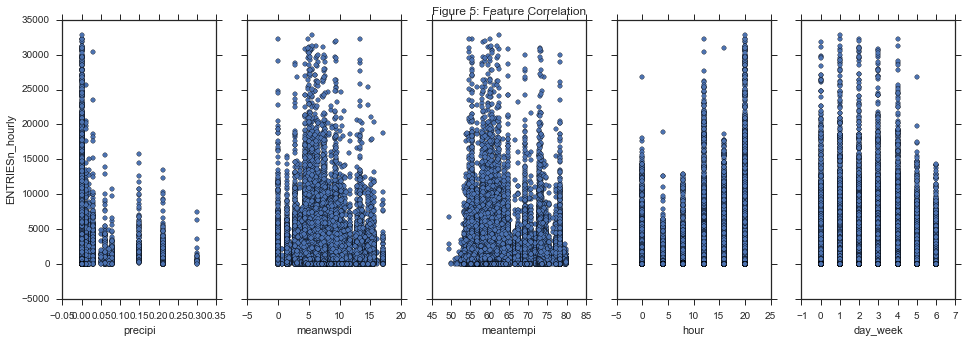 Figure 5: Feature Correlation
35000
30000
25000
20000
15000
10000
5000
0
−5000
ENTRIESn_hourly
−0.05 0.00 0.05 0.10 0.15 0.20 0.25 0.30 0.35
precipi
−5 0 5 10 15 20
meanwspdi
45 50 55 60 65 70 75 80 85
meantempi
−5 0 5 10 15 20 25
hour
−1 0 1 2 3 4 5 6 7
day_week